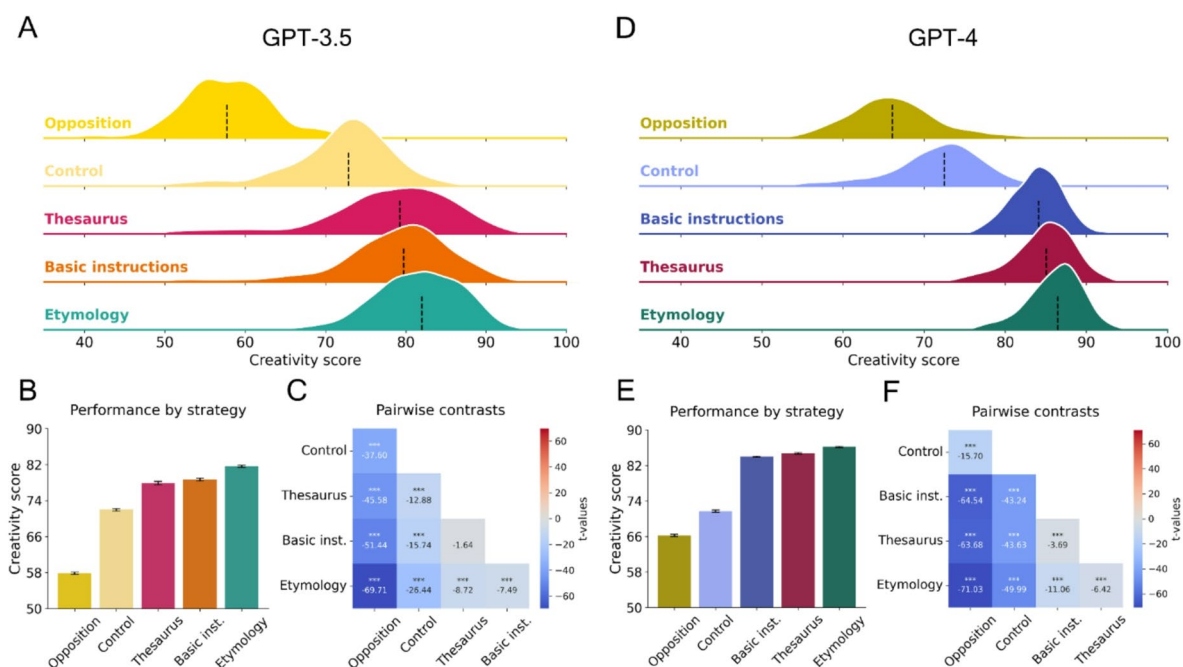 A
GPT-3.5
Opposition
Control
Thesaurus
Basic instructions
Etymology
40 50 60 70 80 90 100
Creativity score
D
GPT-4
Opposition
Control
Basic instructions
Thesaurus
Etymology
40 50 60 70 80 90 100
Creativity score
B
Performance by strategy
Creativity score
90
82
74
66
58
50
Opposition
Control
Thesaurus
Basic inst.
Etymology
C
Pairwise contrasts
Control
*** -37.60
Thesaurus
*** -45.58
*** -12.88
Basic inst.
*** -51.44
*** -15.74
-1.64
Etymology
*** -69.71
*** -26.44
*** -8.72
*** -7.49
Opposition
Control
Thesaurus
Basic inst.
60
40
20
0
-20
-40
-60
t-values
E
Performance by strategy
Creativity score
90
82
74
66
58
50
Opposition
Control
Basic inst.
Thesaurus
Etymology
F
Pairwise contrasts
Control
*** -15.70
Basic inst.
*** -64.54
*** -43.24
Thesaurus
*** -63.68
*** -43.63
*** -3.69
Etymology
*** -71.03
*** -49.99
*** -11.06
*** -6.42
Opposition
Control
Basic inst.
Thesaurus
60
40
20
0
-20
-40
-60
t-values